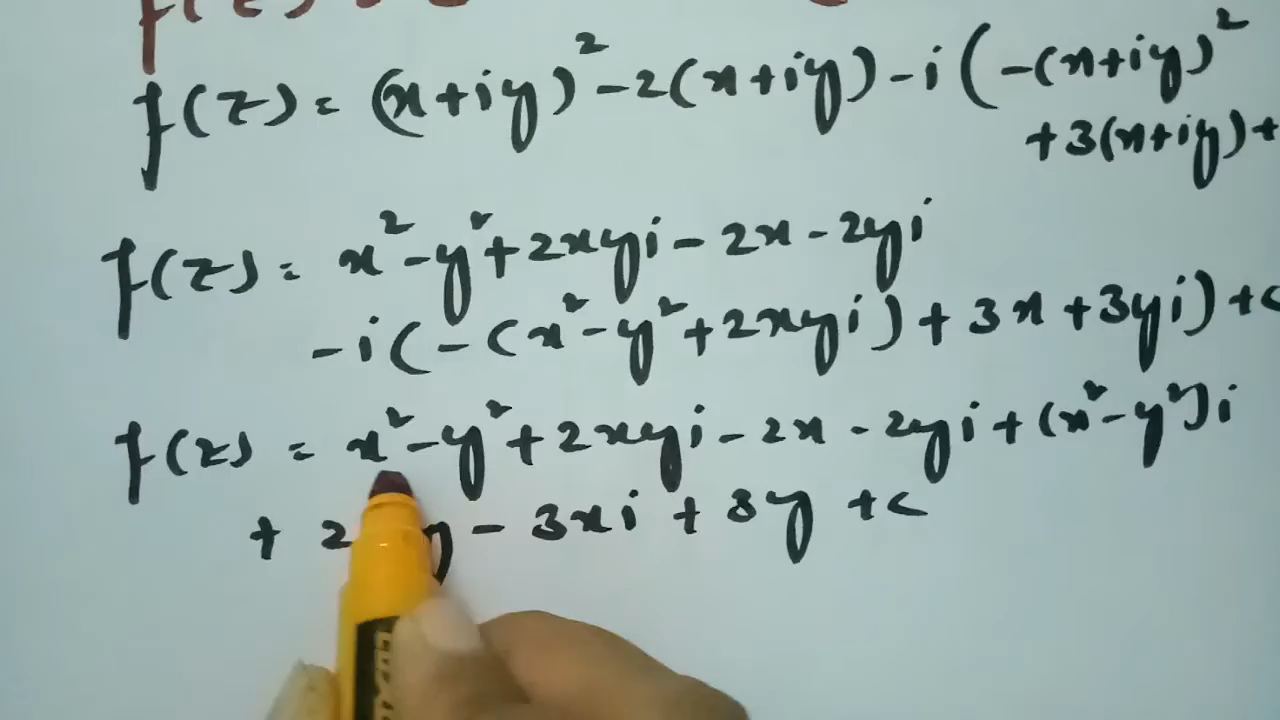 f(z)=
f(z)= (x+iy)²-2(x+iy)-i(-(x+iy)²
+3(x+iy)+
f(z)= x²-y²+2xyi-2x-2yi
-i(-(x²-y²+2xyi)+3x+3yi)+c
f(z) = x²-y²+2xyi-2x-2yi+(x²-y²)i
+ 2 y - 3xi + 3y +c